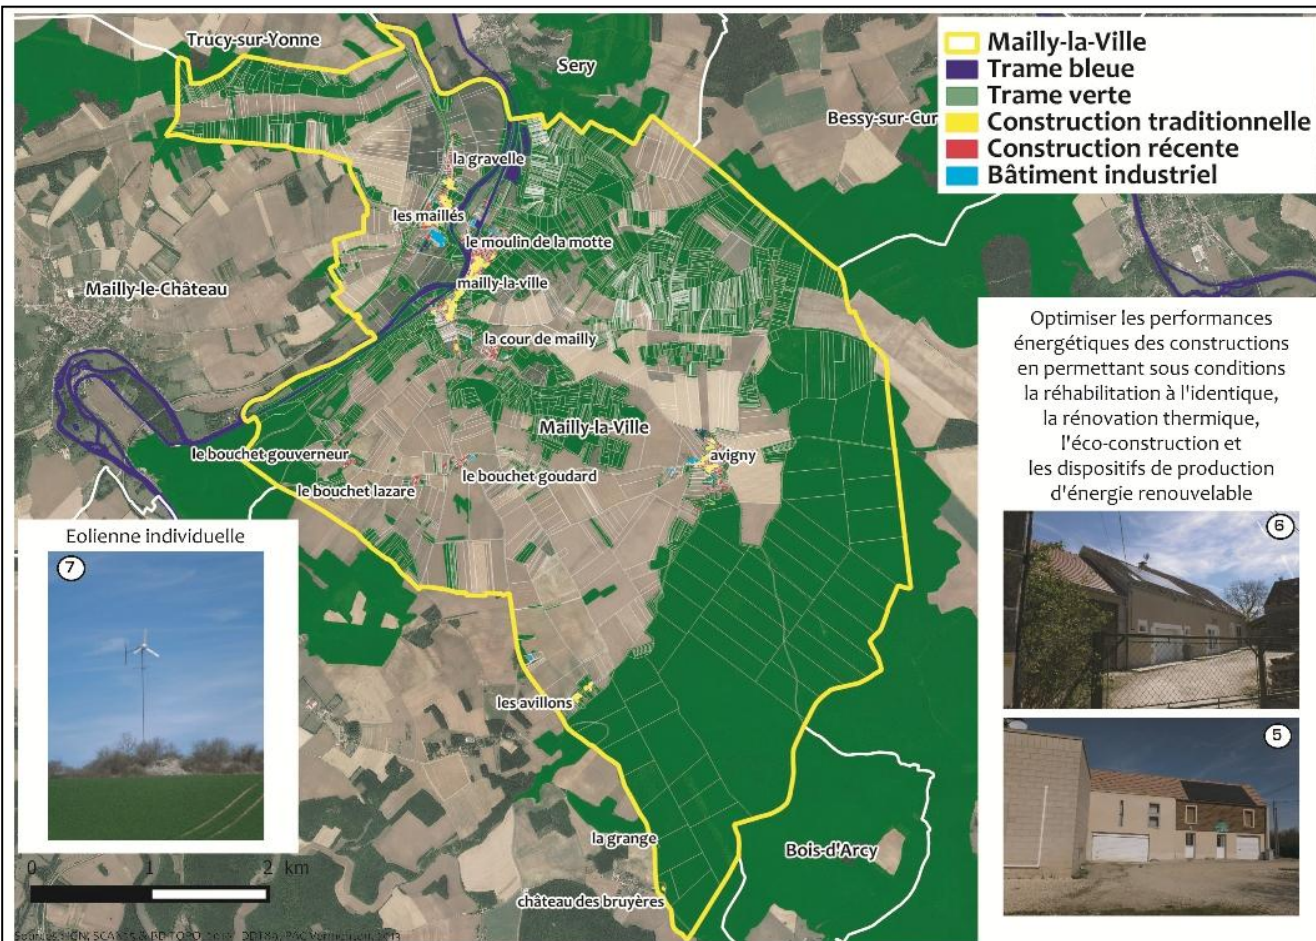 Trucy-sur-Yonne
Sery
Bessy-sur-Cur
Mailly-la-Ville
Trame bleue
Trame verte
Construction traditionnelle
Construction récente
Bâtiment industriel
la gravelle
les maillés
le moulin de la motte
Mailly-le-Château
mailly-la-ville
la cour de mailly
Mailly-la-Ville
le bouchet gouverneur
avigny
le bouchet goudard
le bouchet lazare
les avillons
la grange
Bois-d'Arcy
château des bruyères
Optimiser les performances
énergétiques des constructions
en permettant sous conditions
la réhabilitation à l'identique,
la rénovation thermique,
l'éco-construction et
les dispositifs de production
d'énergie renouvelable
6
5
Eolienne individuelle
7
0 1 2 km